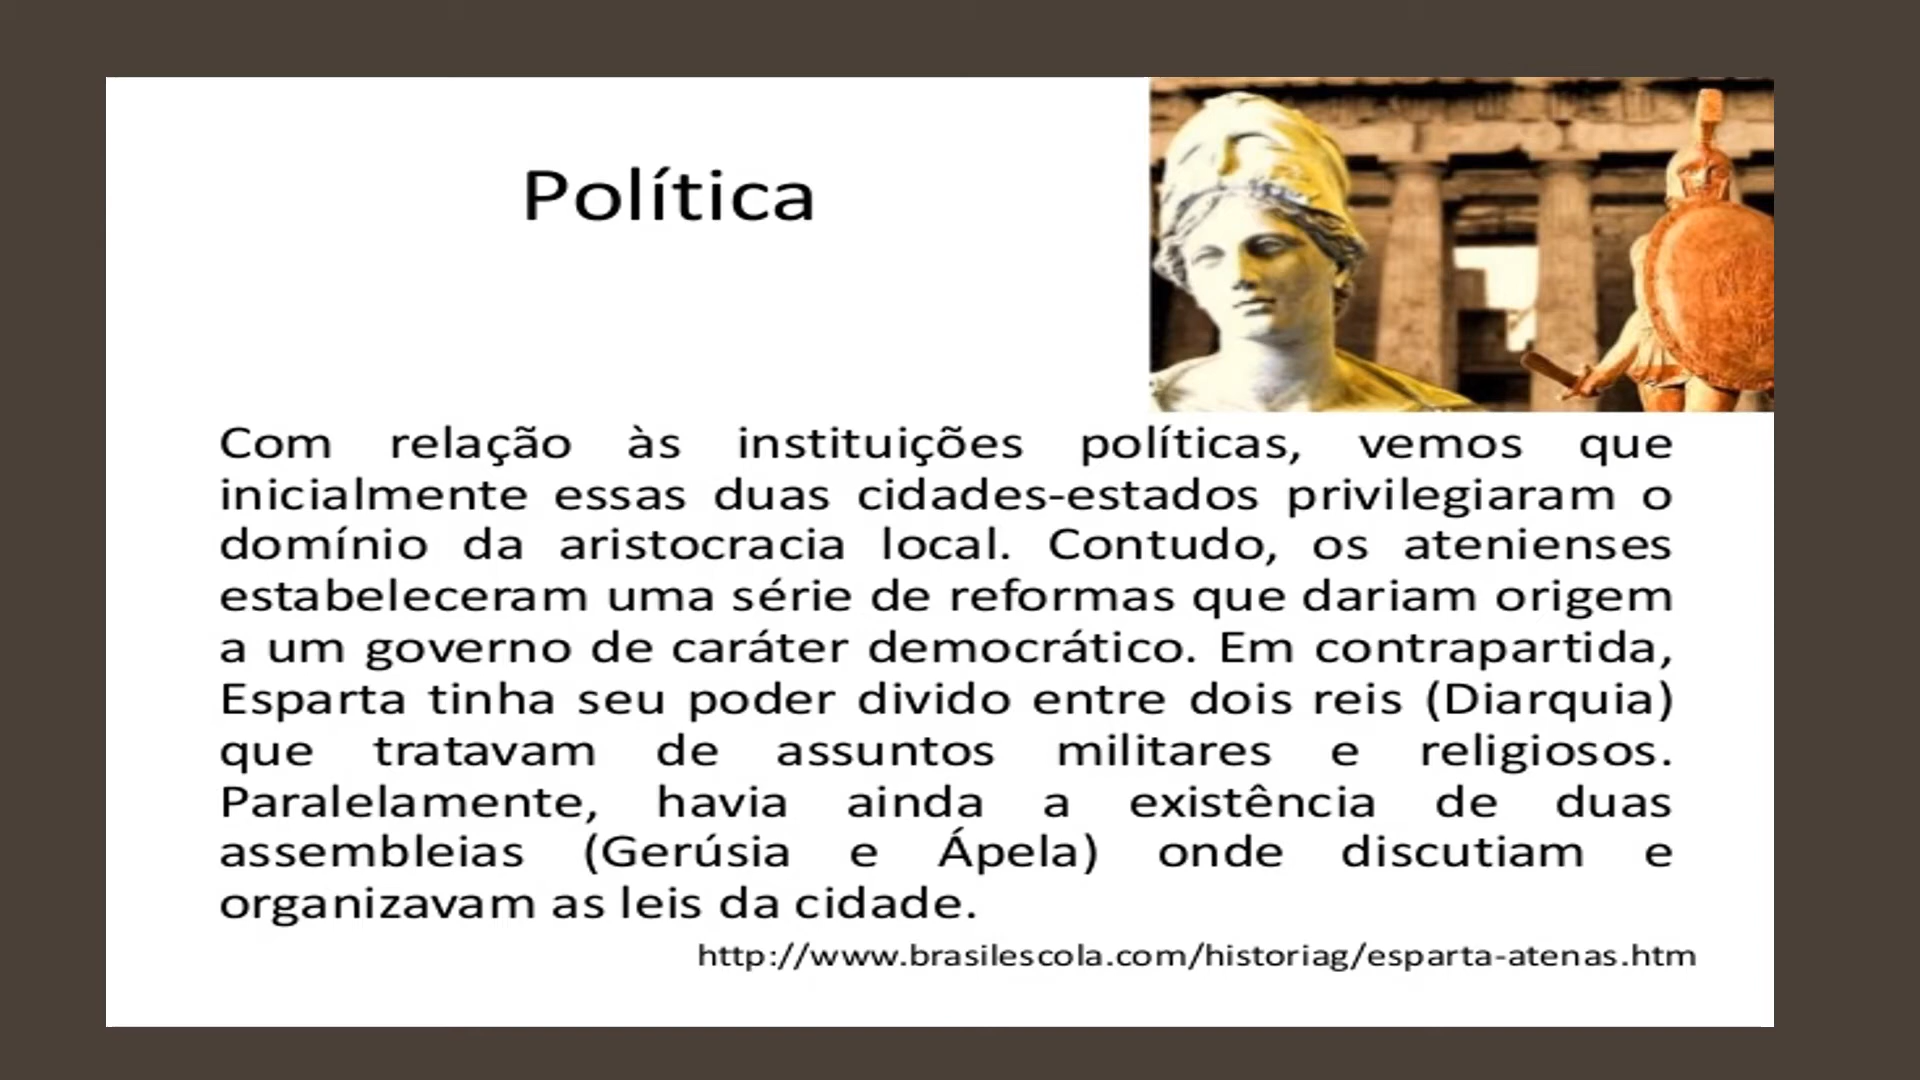 Política
Com relação às instituições políticas, vemos que
inicialmente essas duas cidades-estados privilegiaram o
domínio da aristocracia local. Contudo, os atenienses
estabeleceram uma série de reformas que dariam origem
a um governo de caráter democrático. Em contrapartida,
Esparta tinha seu poder divido entre dois reis (Diarquia)
que tratavam de assuntos militares e religiosos.
Paralelamente, havia ainda a existência de duas
assembleias (Gerúsia e Ápela) onde discutiam e
organizavam as leis da cidade.
http://www.brasilescola.com/historiag/esparta-atenas.htm